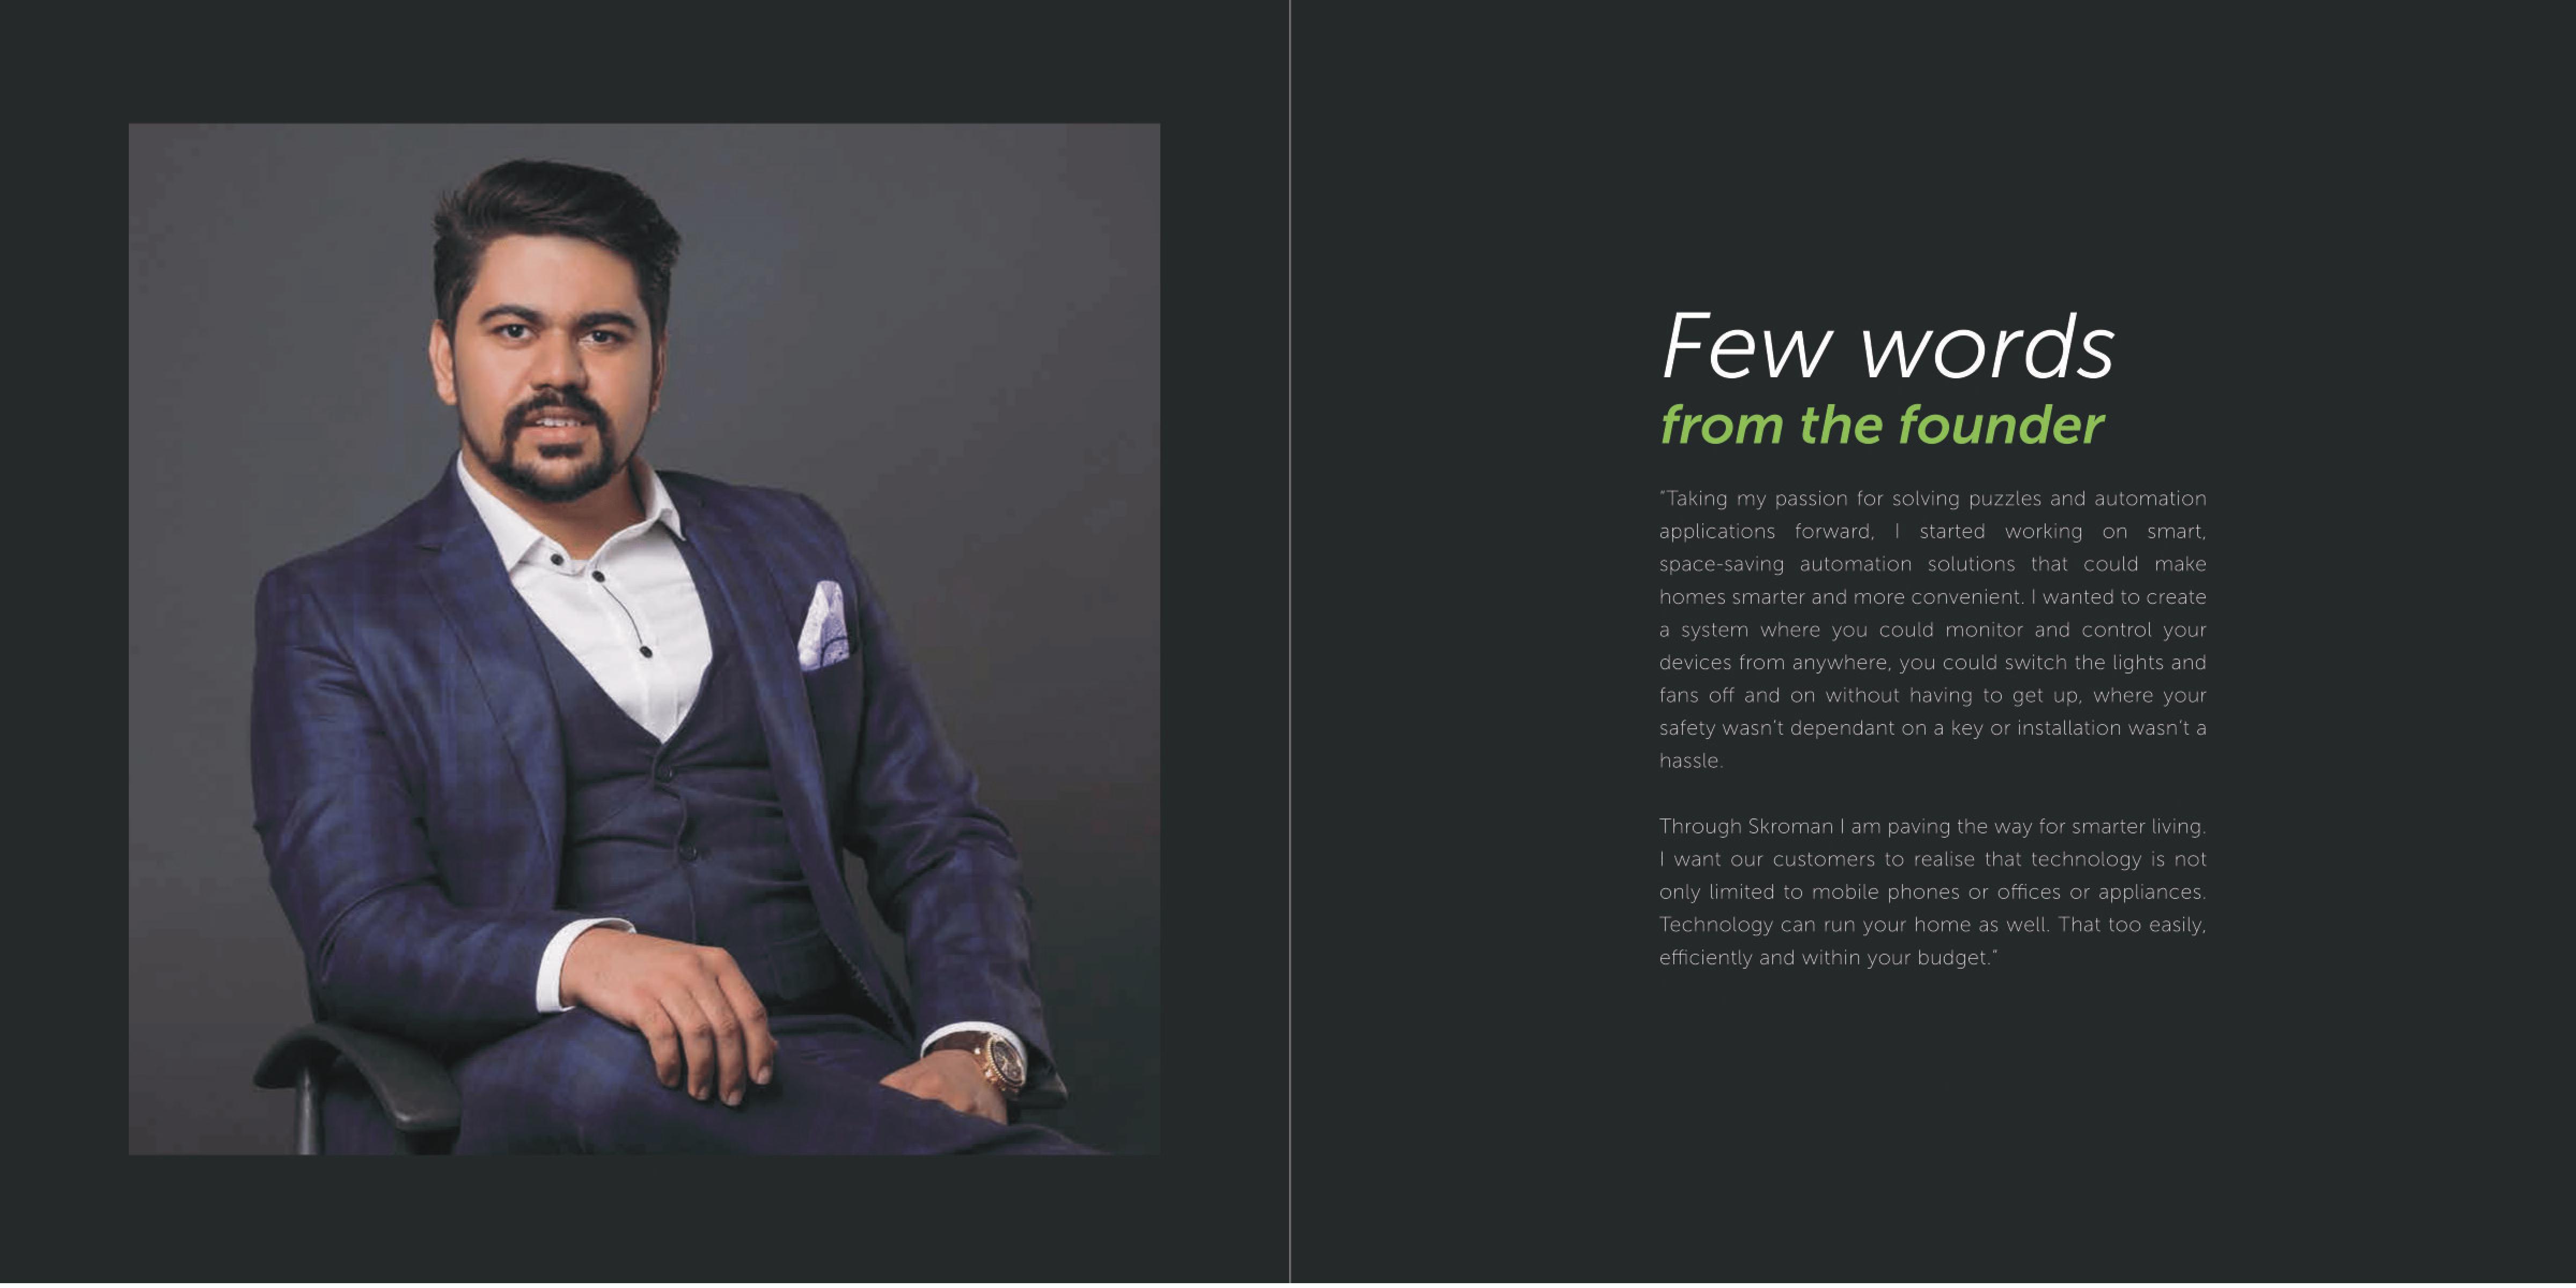 Few words
from the founder
“Taking my passion for solving puzzles and automation
applications forward, I started working on smart,
space-saving automation solutions that could make
homes smarter and more convenient. I wanted to create
a system where you could monitor and control your
devices from anywhere, you could switch the lights and
fans off and on without having to get up, where your
safety wasn’t dependant on a key or installation wasn’t a
hassle.
Through Skroman I am paving the way for smarter living.
I want our customers to realise that technology is not
only limited to mobile phones or offices or appliances.
Technology can run your home as well. That too easily,
efficiently and within your budget.”